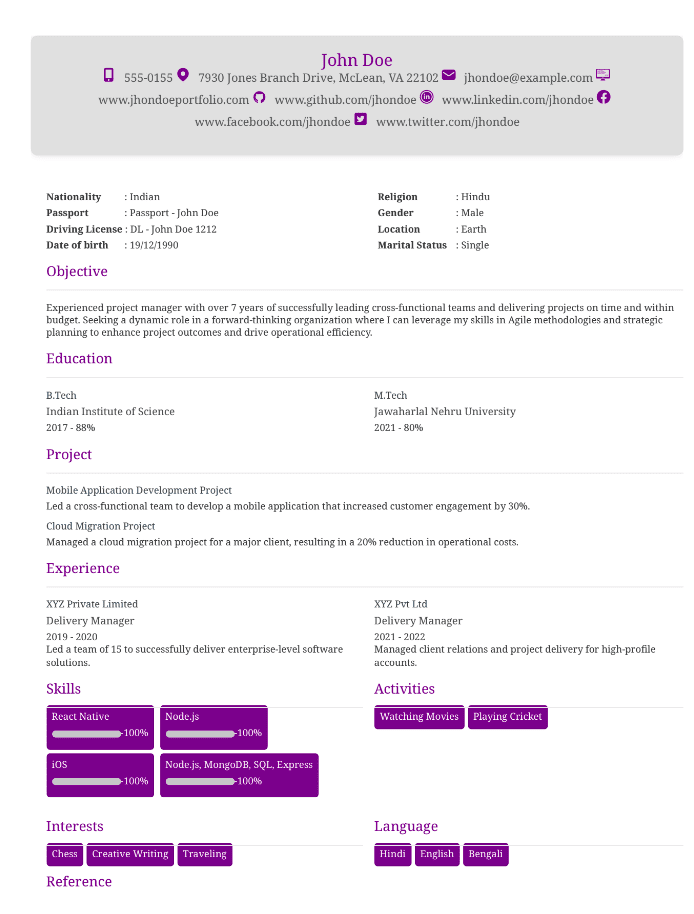 John Doe
555-0155 7930 Jones Branch Drive, McLean, VA 22102 jhondoe@example.com
www.jhondoeportfolio.com www.github.com/jhondoe www.linkedin.com/jhondoe
www.facebook.com/jhondoe www.twitter.com/jhondoe
Nationality : Indian
Passport : Passport - John Doe
Driving License : DL - John Doe 1212
Date of birth : 19/12/1990
Religion : Hindu
Gender : Male
Location : Earth
Marital Status : Single
Objective
Experienced project manager with over 7 years of successfully leading cross-functional teams and delivering projects on time and within
budget. Seeking a dynamic role in a forward-thinking organization where I can leverage my skills in Agile methodologies and strategic
planning to enhance project outcomes and drive operational efficiency.
Education
B.Tech
Indian Institute of Science
2017 - 88%
M.Tech
Jawaharlal Nehru University
2021 - 80%
Project
Mobile Application Development Project
Led a cross-functional team to develop a mobile application that increased customer engagement by 30%.
Cloud Migration Project
Managed a cloud migration project for a major client, resulting in a 20% reduction in operational costs.
Experience
XYZ Private Limited
Delivery Manager
2019 - 2020
Led a team of 15 to successfully deliver enterprise-level software
solutions.
XYZ Pvt Ltd
Delivery Manager
2021 - 2022
Managed client relations and project delivery for high-profile
accounts.
Skills
React Native
-100%
Node.js
-100%
iOS
-100%
Node.js, MongoDB, SQL, Express
-100%
Activities
Watching Movies
Playing Cricket
Interests
Chess
Creative Writing
Traveling
Language
Hindi
English
Bengali
Reference